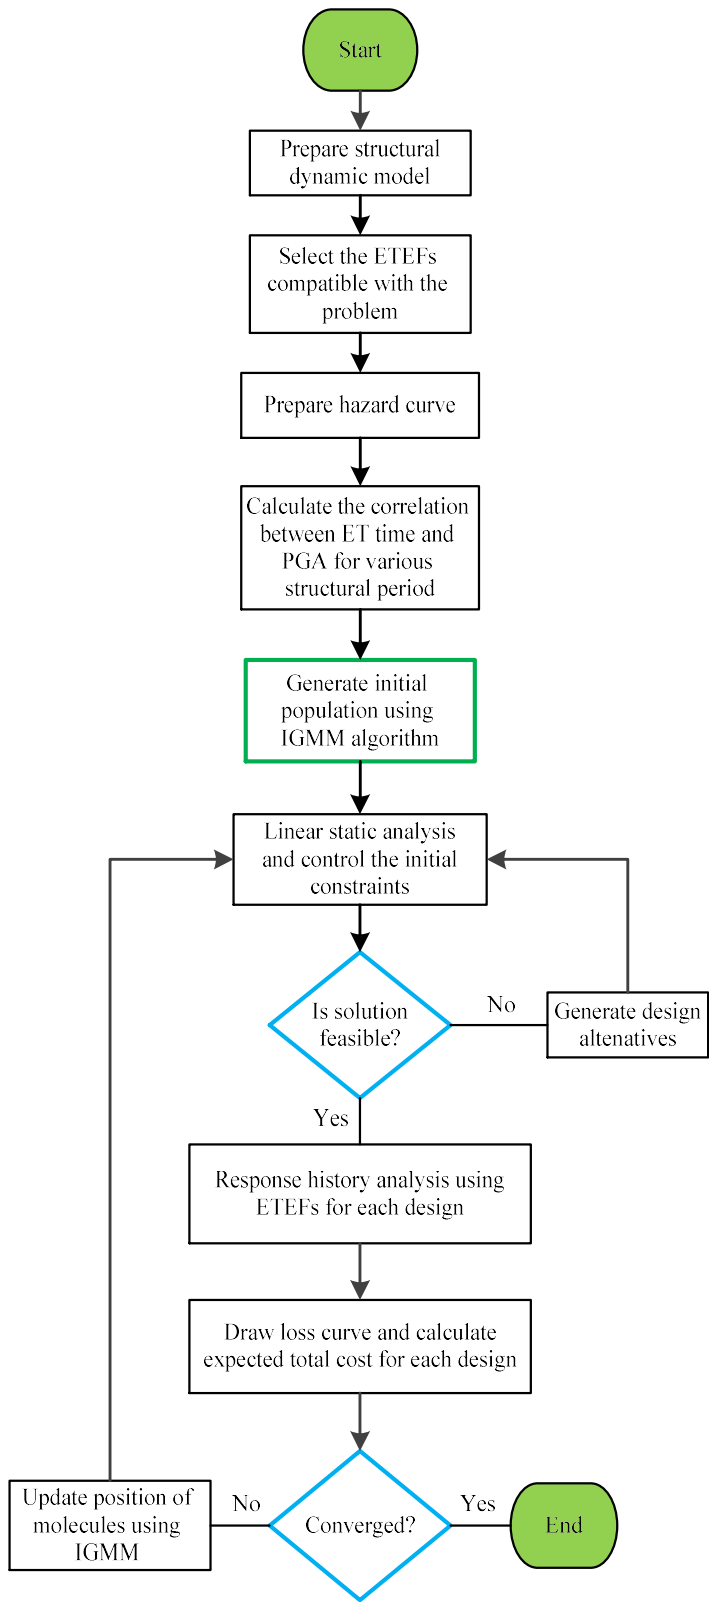 Start
Prepare structural
dynamic model
Select the ETEFs
compatible with the
problem
Prepare hazard curve
Calculate the correlation
between ET time and
PGA for various
structural period
Generate initial
population using
IGMM algorithm
Linear static analysis
and control the initial
constraints
Is solution
feasible?
No
Generate design
altenatives
Yes
Response history analysis using
ETEFs for each design
Draw loss curve and calculate
expected total cost for each design
Update position of
molecules using
IGMM
No
Converged?
Yes
End